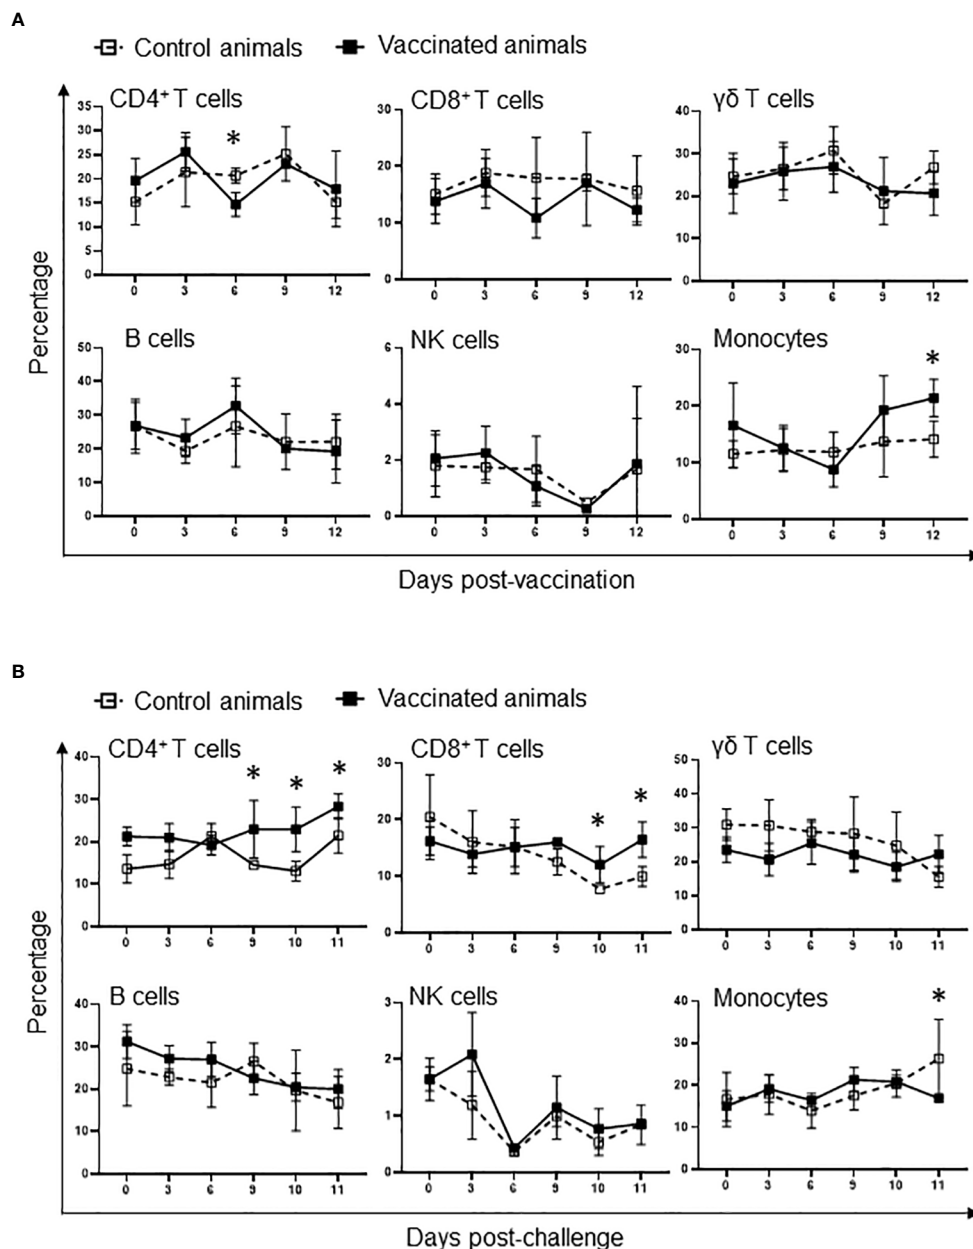 A
Control animals Vaccinated animals
CD4+ T cells CD8+ T cells γδ T cells
35
30
25
20
15
10
5
0
0 3 6 9 12
*
30
20
10
0
0 3 6 9 12
40
30
20
10
0
0 3 6 9 12
Percentage
B cells NK cells Monocytes
50
40
30
20
10
0
0 3 6 9 12
6
4
2
0
0 3 6 9 12
30
20
10
0
0 3 6 9 12
*
Days post-vaccination
B
Control animals Vaccinated animals
CD4+ T cells CD8+ T cells γδ T cells
40
30
20
10
0
0 3 6 9 10 11
* * *
30
20
10
0
0 3 6 9 10 11
* *
50
40
30
20
10
0
0 3 6 9 10 11
Percentage
B cells NK cells Monocytes
40
30
20
10
0
0 3 6 9 10 11
3
2
1
0
0 3 6 9 10 11
40
30
20
10
0
0 3 6 9 10 11
*
Days post-challenge